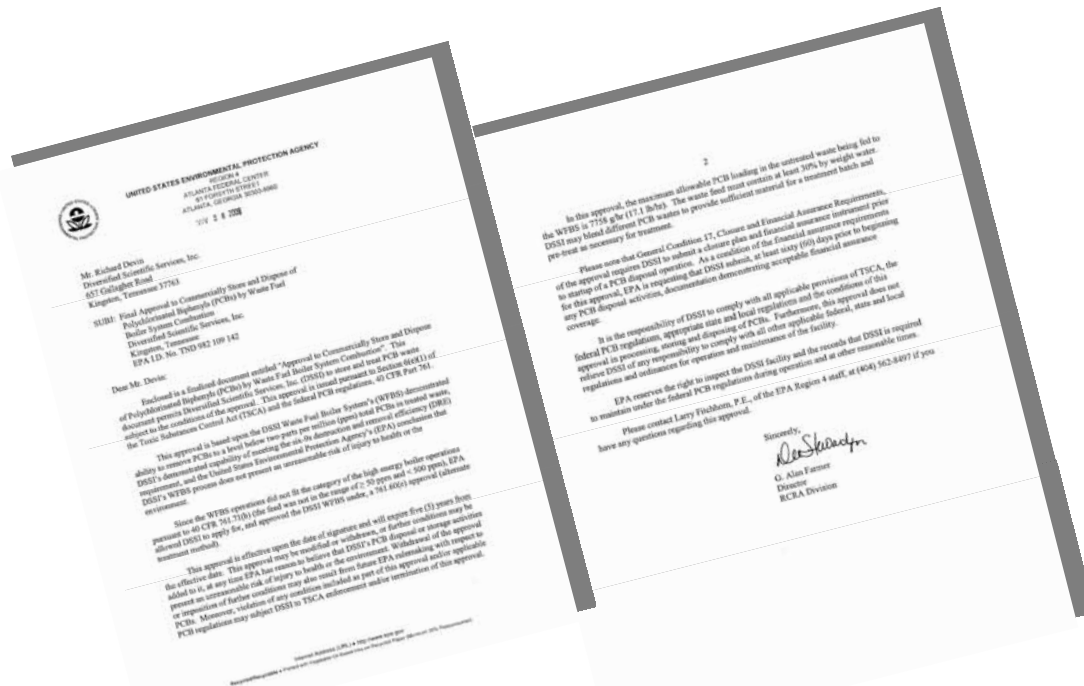 UNITED STATES ENVIRONMENTAL PROTECTION AGENCY
REGION 4
ATLANTA FEDERAL CENTER
61 FORSYTH STREET
ATLANTA, GEORGIA 30303-8960
Mr. Richard Devin
Diversified Scientific Services, Inc.
657 Gallagher Road
Kingston, Tennessee 37763
SUBJ: Final Approval to Commercially Store and Dispose of
Polychlorinated Biphenyls (PCBs) by Waste Fuel
Boiler System Combustion
Diversified Scientific Services, Inc.
Kingston, Tennessee
EPA I.D. No. TND 982 109 142
Dear Mr. Devin:
Enclosed is a finalized document entitled "Approval to Commercially Store and Dispose
of Polychlorinated Biphenyls (PCBs) by Waste Fuel Boiler System Combustion". This
document permits Diversified Scientific Services, Inc. (DSSI) to store and treat PCB waste
subject to the conditions of the approval. This approval is issued pursuant to Section 6(e)(1) of
the Toxic Substances Control Act (TSCA) and the federal PCB regulations, 40 CFR Part 761.
This approval is based upon the DSSI Waste Fuel Boiler System's (WFBS) demonstrated
ability to remove PCBs to a level below two parts per million (ppm) total PCBs in treated waste,
DSSI's demonstrated capability of meeting the six-9s destruction and removal efficiency (DRE)
requirement, and the United States Environmental Protection Agency's (EPA) conclusion that
DSSI's WFBS process does not present an unreasonable risk of injury to health or the
environment.
Since the WFBS operations did not fit the category of the high energy boiler operations
pursuant to 40 CFR 761.71(b) (the feed was not in the range of ≥ 50 ppm and < 500 ppm), EPA
allowed DSSI to apply for, and approved the DSSI WFBS under, a 761.60(e) approval (alternate
treatment method).
This approval is effective upon the date of signature and will expire five (5) years from
the effective date. This approval may be modified or withdrawn, or further conditions may be
added to it, at any time EPA has reason to believe that DSSI's PCB disposal or storage activities
present an unreasonable risk of injury to health or the environment. Withdrawal of the approval
or imposition of further conditions may also result from future EPA rulemaking with respect to
PCBs. Moreover, violation of any condition included as part of this approval and/or applicable
PCB regulations may subject DSSI to TSCA enforcement and/or termination of this approval.
Internet Address (URL) • http://www.epa.gov
2
In this approval, the maximum allowable PCB loading in the untreated waste being fed to
the WFBS is 7758 g/hr (17.1 lb/hr). The waste feed must contain at least 30% by weight water.
DSSI may blend different PCB wastes to provide sufficient material for a treatment batch and
pre-treat as necessary for treatment.
Please note that General Condition 17, Closure and Financial Assurance Requirements,
of the approval requires DSSI to submit a closure plan and financial assurance instrument prior
to startup of a PCB disposal operation. As a condition of the financial assurance requirements
for this approval, EPA is requesting that DSSI submit, at least sixty (60) days prior to beginning
any PCB disposal activities, documentation demonstrating acceptable financial assurance
coverage.
It is the responsibility of DSSI to comply with all applicable provisions of TSCA, the
federal PCB regulations, appropriate state and local regulations and the conditions of this
approval in processing, storing and disposing of PCBs. Furthermore, this approval does not
relieve DSSI of any responsibility to comply with all other applicable federal, state and local
regulations and ordinances for operation and maintenance of the facility.
EPA reserves the right to inspect the DSSI facility and the records that DSSI is required
to maintain under the federal PCB regulations during operation and at other reasonable times.
Please contact Larry Fitchhorn, P.E., of the EPA Region 4 staff, at (404) 562-8497 if you
have any questions regarding this approval.
Sincerely,
G. Alan Farmer
Director
RCRA Division